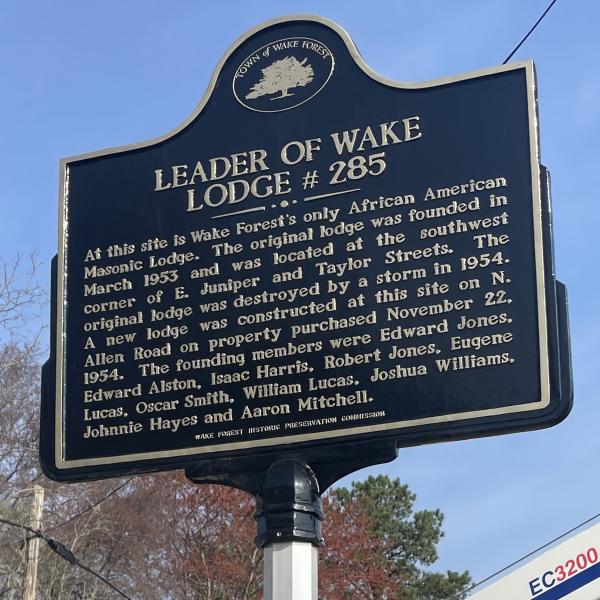 TOWN of WAKE FOREST
LEADER OF WAKE
LODGE # 285
At this site is Wake Forest's only African American
Masonic Lodge. The original lodge was founded in
March 1953 and was located at the southwest
corner of E. Juniper and Taylor Streets. The
original lodge was destroyed by a storm in 1954.
A new lodge was constructed at this site on N.
Allen Road on property purchased November 22,
1954. The founding members were Edward Jones,
Edward Alston, Isaac Harris, Robert Jones, Eugene
Lucas, Oscar Smith, William Lucas, Joshua Williams,
Johnnie Hayes and Aaron Mitchell.
WAKE FOREST HISTORIC PRESERVATION COMMISSION
EC3200